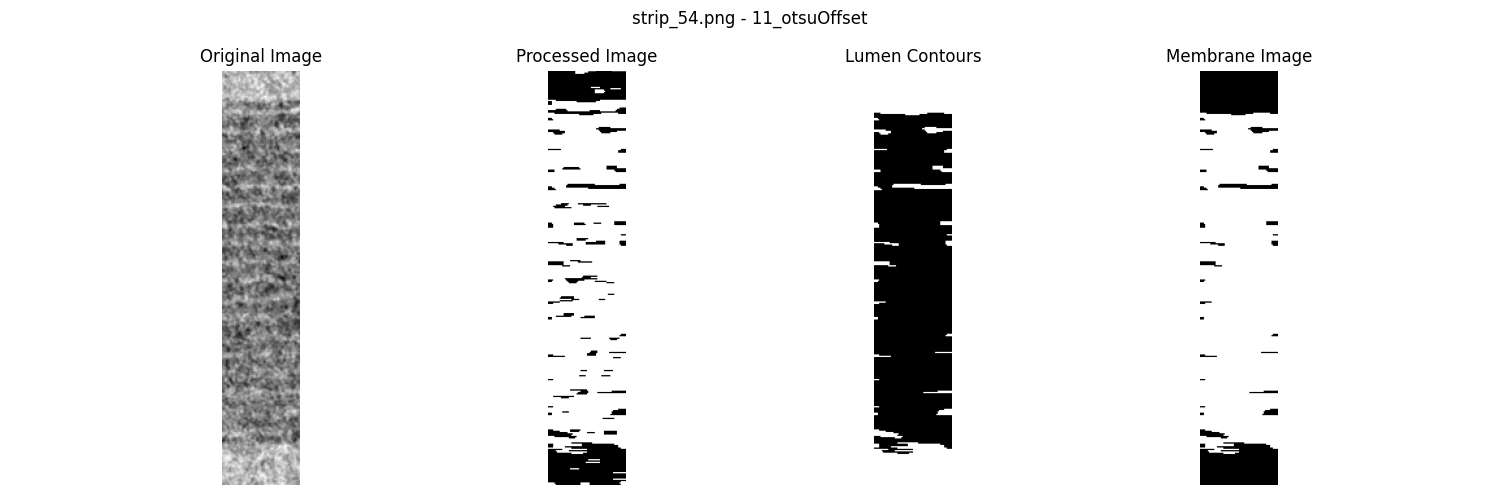 strip_54.png - 11_otsuOffset
Original Image
Processed Image
Lumen Contours
Membrane Image